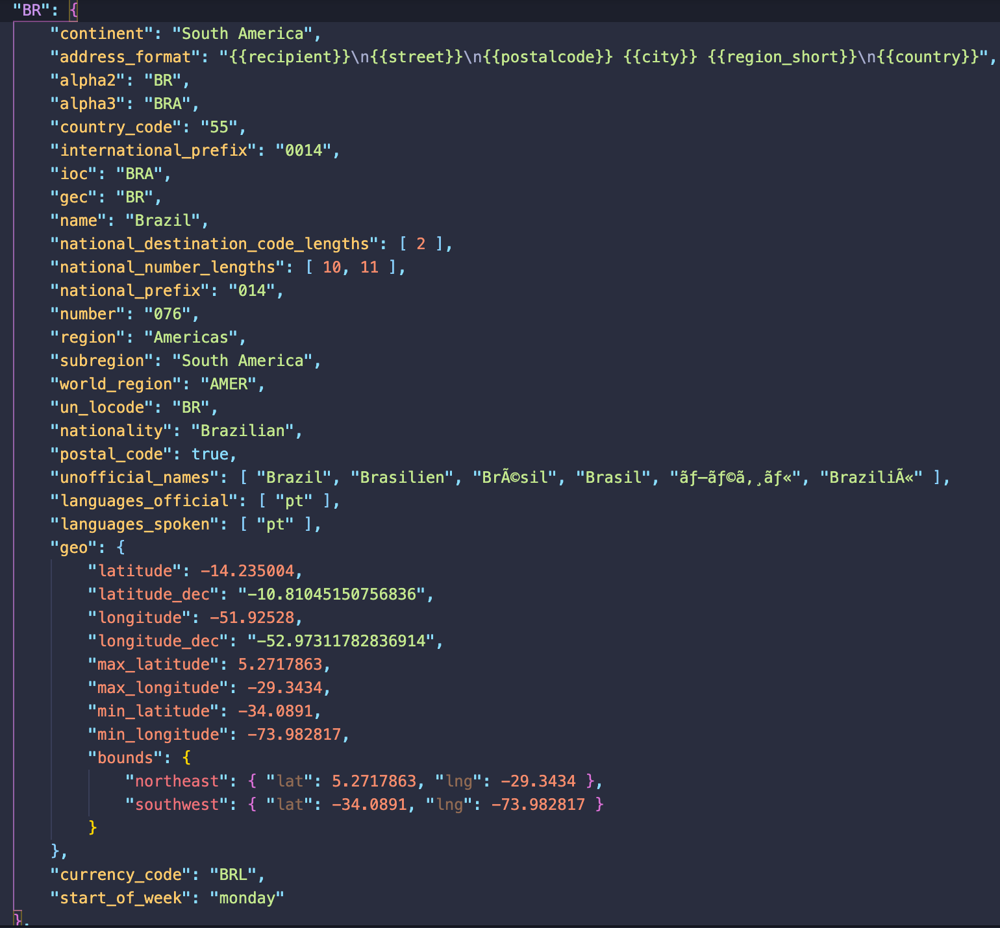 "BR": {
"continent": "South America",
"address_format": "{{recipient}}\n{{street}}\n{{postalcode}} {{city}} {{region_short}}\n{{country}}",
"alpha2": "BR",
"alpha3": "BRA",
"country_code": "55",
"international_prefix": "0014",
"ioc": "BRA",
"gec": "BR",
"name": "Brazil",
"national_destination_code_lengths": [ 2 ],
"national_number_lengths": [ 10, 11 ],
"national_prefix": "014",
"number": "076",
"region": "Americas",
"subregion": "South America",
"world_region": "AMER",
"un_locode": "BR",
"nationality": "Brazilian",
"postal_code": true,
"unofficial_names": [ "Brazil", "Brasilien", "BrÃ©sil", "Brasil", "ãƒ–ãƒ©ã‚¸ãƒ«", "BraziliÃ«" ],
"languages_official": [ "pt" ],
"languages_spoken": [ "pt" ],
"geo": {
"latitude": -14.235004,
"latitude_dec": "-10.81045150756836",
"longitude": -51.92528,
"longitude_dec": "-52.97311782836914",
"max_latitude": 5.2717863,
"max_longitude": -29.3434,
"min_latitude": -34.0891,
"min_longitude": -73.982817,
"bounds": {
"northeast": { "lat": 5.2717863, "lng": -29.3434 },
"southwest": { "lat": -34.0891, "lng": -73.982817 }
}
},
"currency_code": "BRL",
"start_of_week": "monday"
},